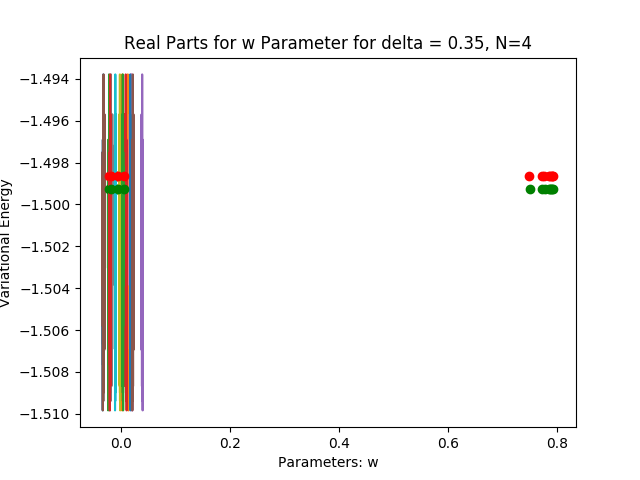 Real Parts for w Parameter for delta = 0.35, N=4
Variational Energy
−1.494
−1.496
−1.498
−1.500
−1.502
−1.504
−1.506
−1.508
−1.510
0.0 0.2 0.4 0.6 0.8
Parameters: w